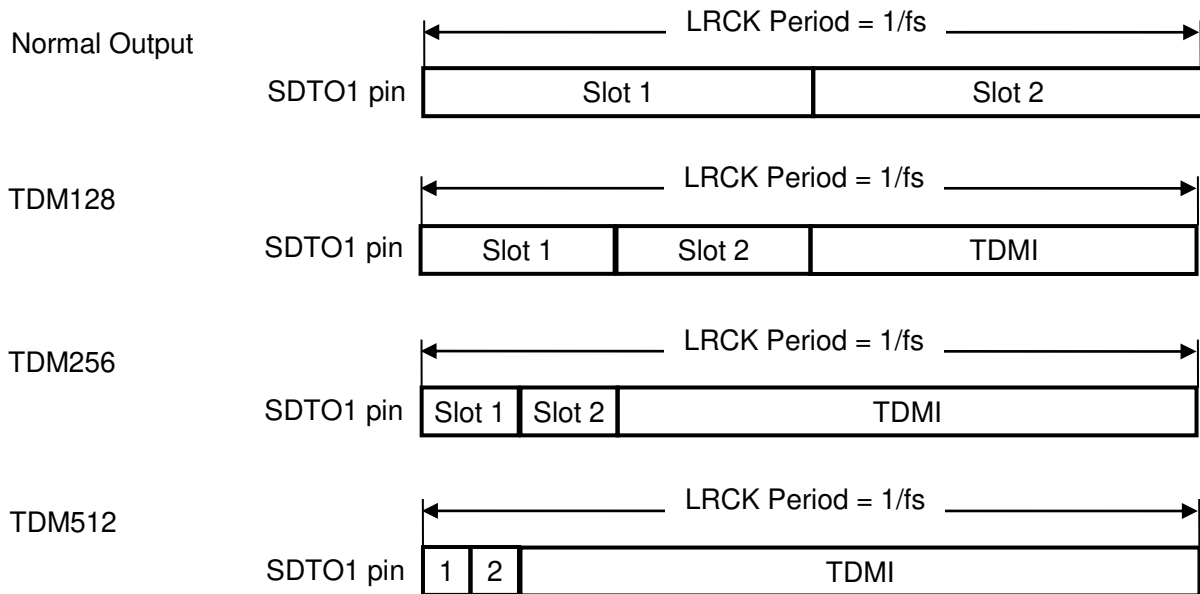 Normal Output
LRCK Period = 1/fs
SDTO1 pin Slot 1 Slot 2
TDM128
LRCK Period = 1/fs
SDTO1 pin Slot 1 Slot 2 TDMI
TDM256
LRCK Period = 1/fs
SDTO1 pin Slot 1 Slot 2 TDMI
TDM512
LRCK Period = 1/fs
SDTO1 pin 1 2 TDMI